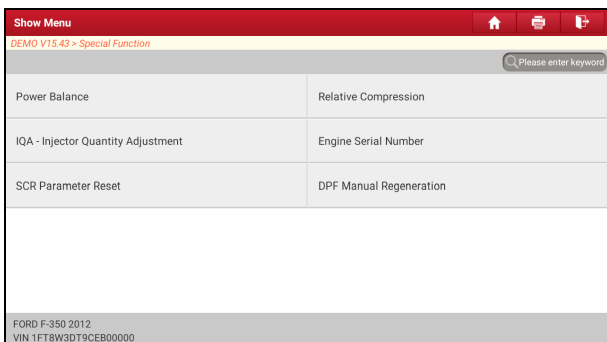 Show Menu
DEMO V15.43 > Special Function
Please enter keyword
Power Balance
Relative Compression
IQA - Injector Quantity Adjustment
Engine Serial Number
SCR Parameter Reset
DPF Manual Regeneration
FORD F-350 2012
VIN 1FT8W3DT9CEB00000